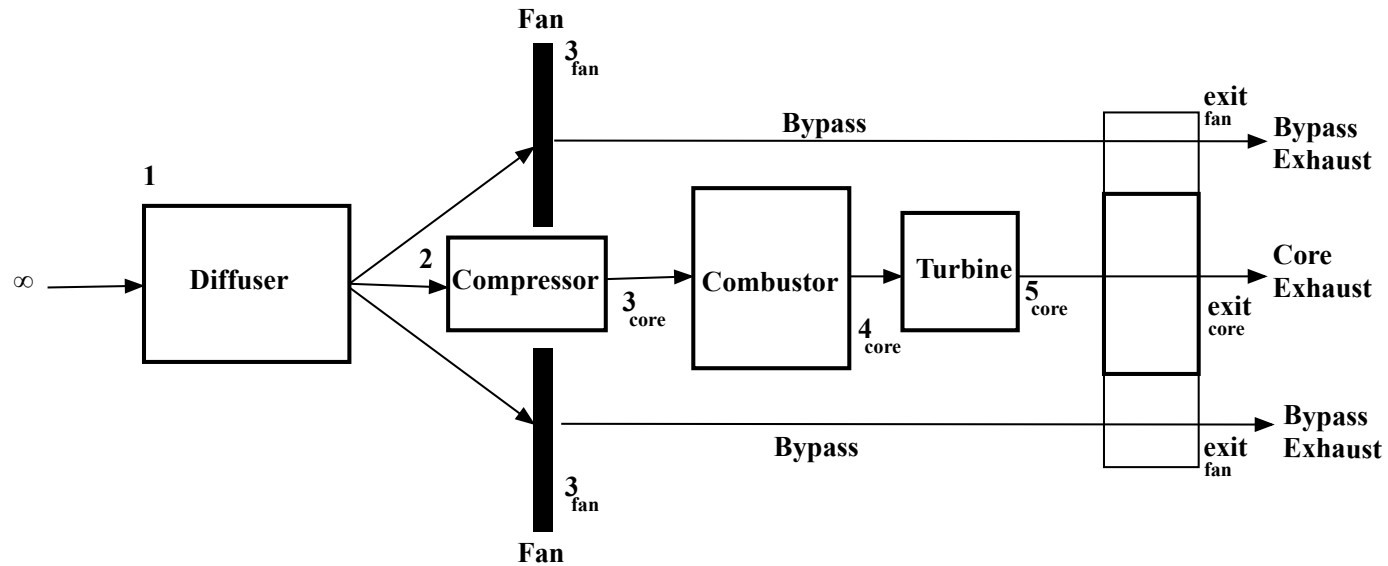 Fan
3
fan
exit
fan
Bypass
Bypass
Exhaust
1
2
∞
Diffuser
Compressor
3
core
Combustor
4
core
Turbine
5
core
exit
core
Core
Exhaust
Bypass
Bypass
Exhaust
exit
fan
3
fan
Fan